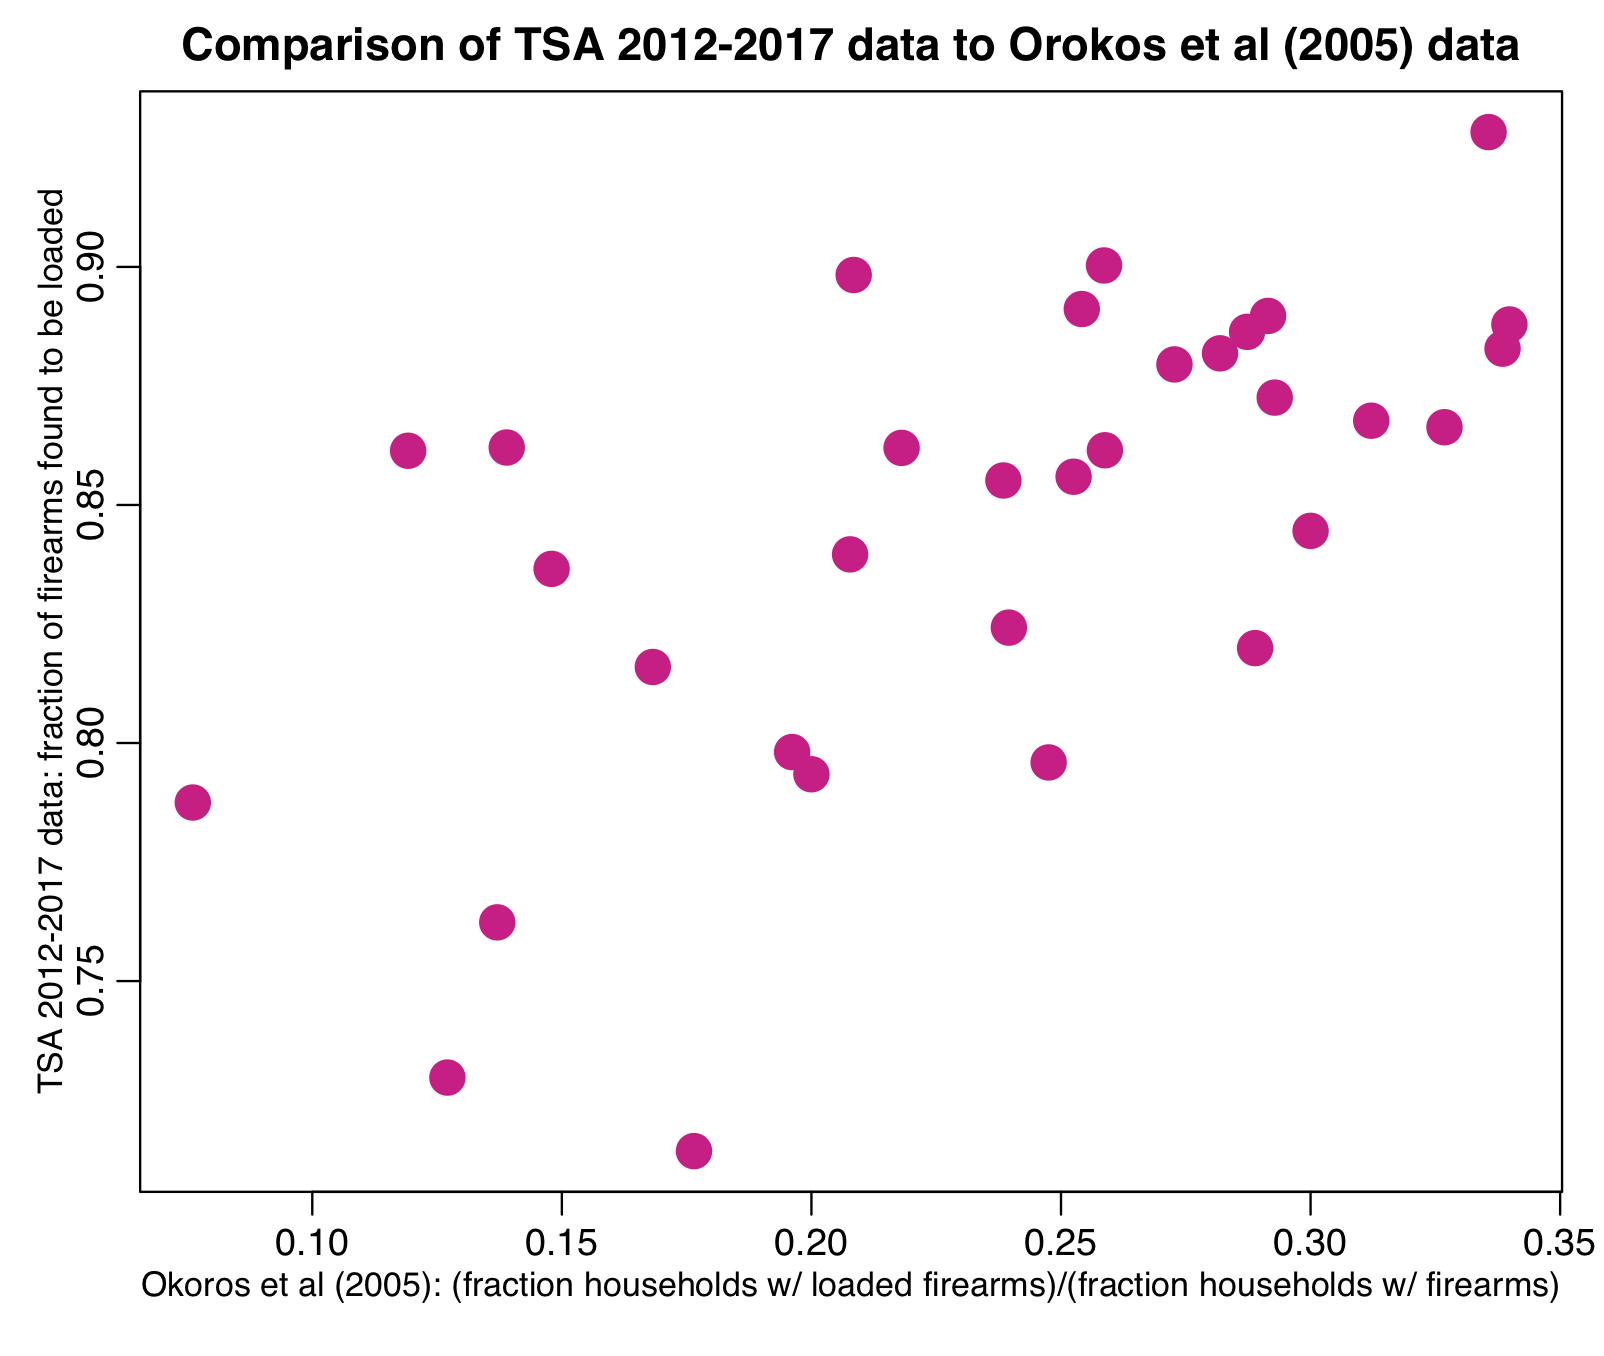 Comparison of TSA 2012-2017 data to Orokos et al (2005) data
TSA 2012-2017 data: fraction of firearms found to be loaded
0.90
0.85
0.80
0.75
0.10 0.15 0.20 0.25 0.30 0.35
Okoros et al (2005): (fraction households w/ loaded firearms)/(fraction households w/ firearms)